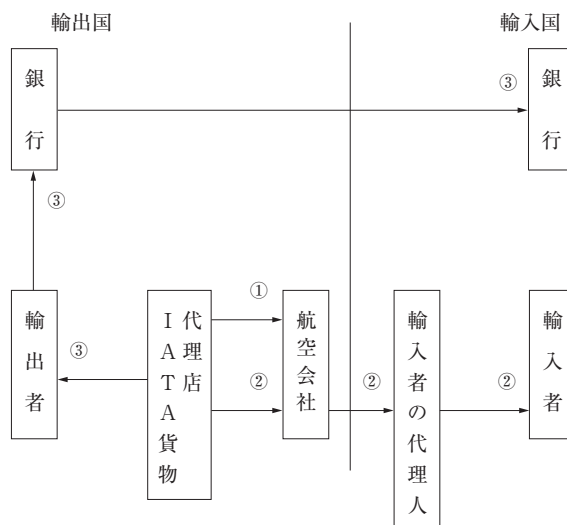 輸出国
輸入国
銀行
③
銀行
③
輸出者
③
IATA貨物
代理店
①
②
航空会社
②
輸入者の代理人
②
輸入者